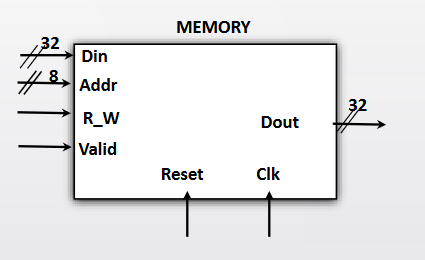 MEMORY
32
Din
8
Addr
R_W
Valid
32
Dout
Reset
Clk